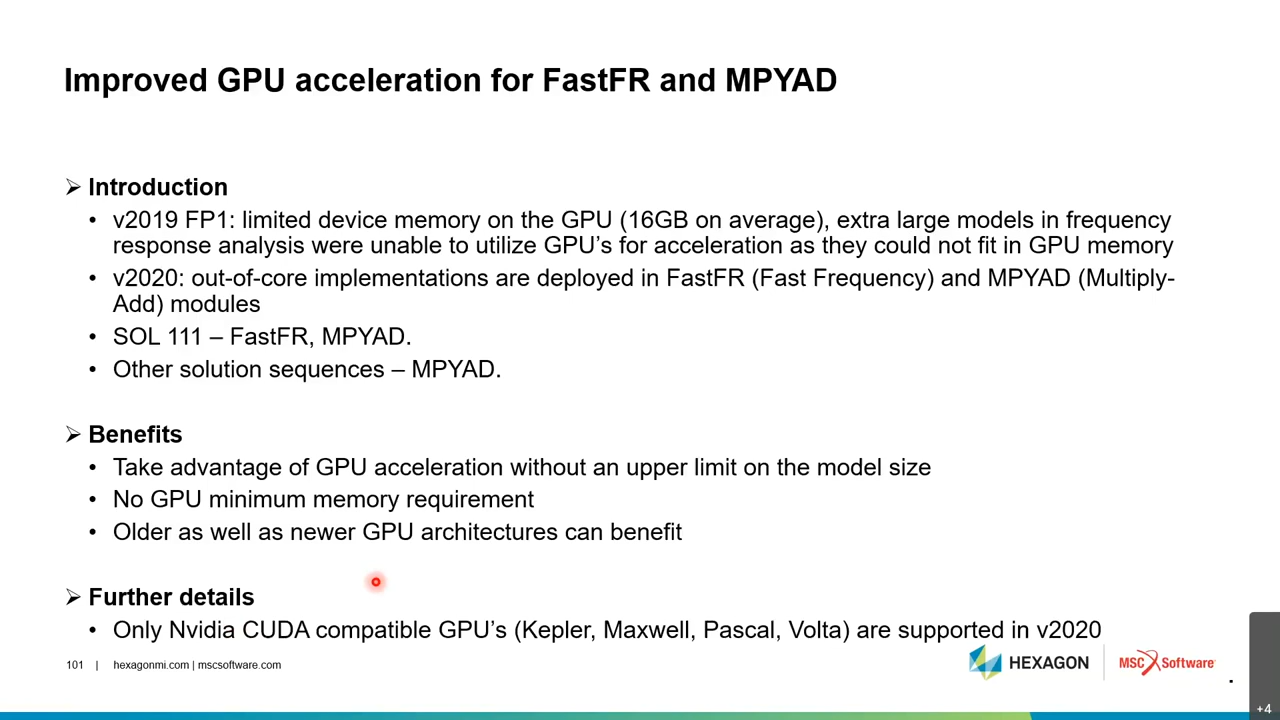 Improved GPU acceleration for FastFR and MPYAD
➢ Introduction
• v2019 FP1: limited device memory on the GPU (16GB on average), extra large models in frequency
response analysis were unable to utilize GPU's for acceleration as they could not fit in GPU memory
• v2020: out-of-core implementations are deployed in FastFR (Fast Frequency) and MPYAD (Multiply-
Add) modules
• SOL 111 – FastFR, MPYAD.
• Other solution sequences – MPYAD.
➢ Benefits
• Take advantage of GPU acceleration without an upper limit on the model size
• No GPU minimum memory requirement
• Older as well as newer GPU architectures can benefit
➢ Further details
• Only Nvidia CUDA compatible GPU's (Kepler, Maxwell, Pascal, Volta) are supported in v2020
101 | hexagonmi.com | mscsoftware.com
HEXAGON
MSC Software
+4